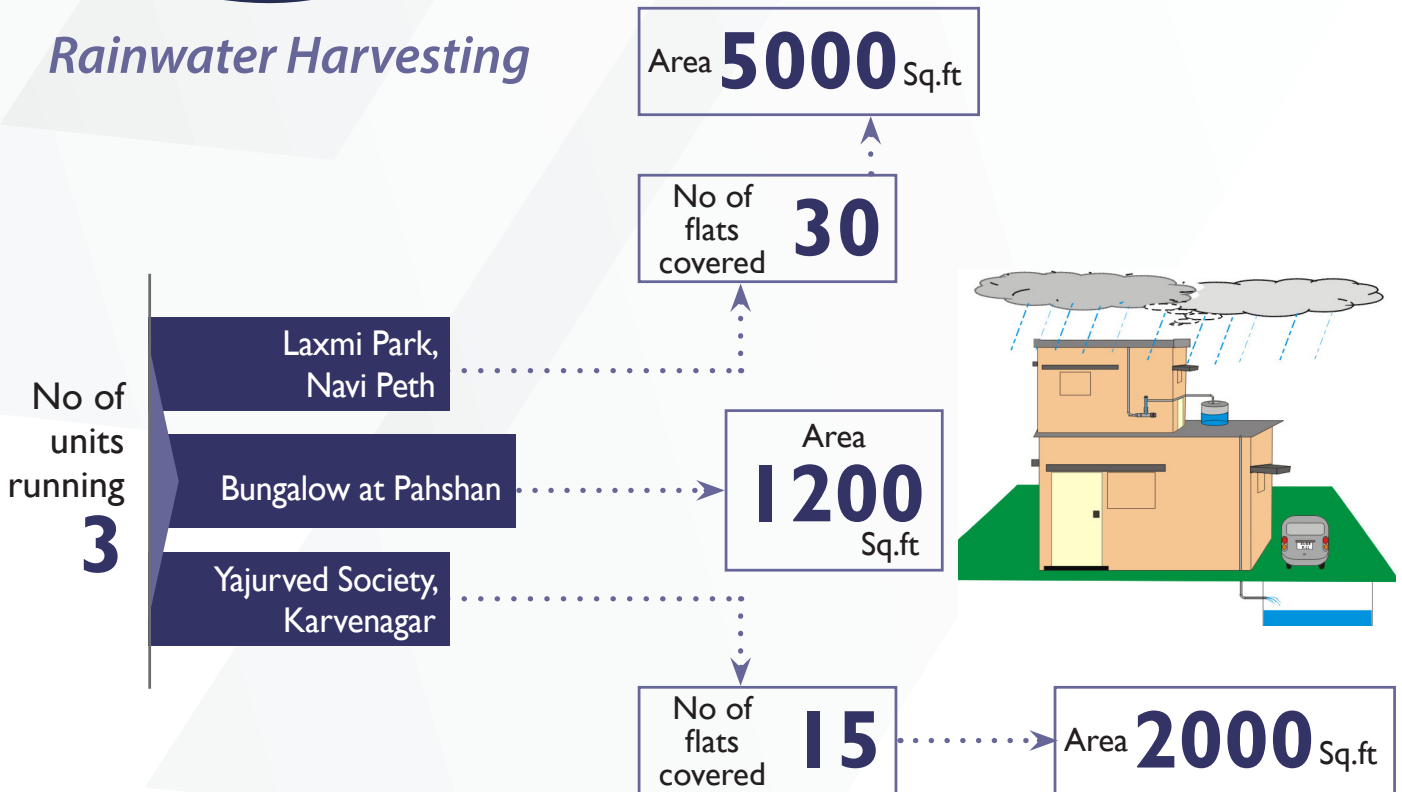 Rainwater Harvesting
Area 5000 Sq.ft
No of
flats
covered
30
Laxmi Park,
Navi Peth
No of
units
running
3
Bungalow at Pahshan
Area
1200
Sq.ft
Yajurved Society,
Karvenagar
No of
flats
covered
15
Area 2000 Sq.ft